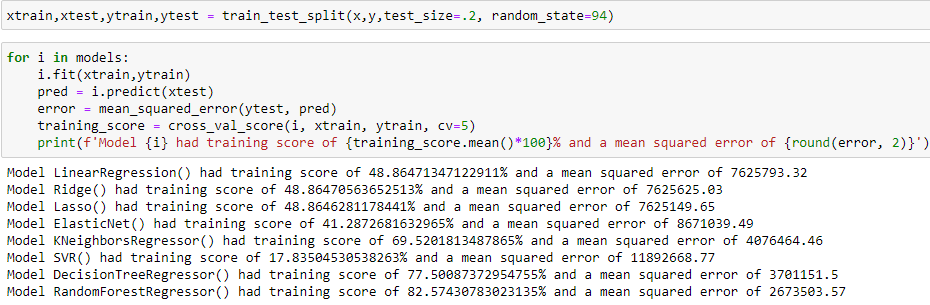 xtrain,xtest,ytrain,ytest = train_test_split(x,y,test_size=.2, random_state=94)
for i in models:
    i.fit(xtrain,ytrain)
    pred = i.predict(xtest)
    error = mean_squared_error(ytest, pred)
    training_score = cross_val_score(i, xtrain, ytrain, cv=5)
    print(f'Model {i} had training score of {training_score.mean()*100}% and a mean squared error of {round(error, 2)}')
Model LinearRegression() had training score of 48.86471347122911% and a mean squared error of 7625793.32
Model Ridge() had training score of 48.86470563652513% and a mean squared error of 7625625.03
Model Lasso() had training score of 48.8646281178441% and a mean squared error of 7625149.65
Model ElasticNet() had training score of 41.2872681632965% and a mean squared error of 8671039.49
Model KNeighborsRegressor() had training score of 69.5201813487865% and a mean squared error of 4076464.46
Model SVR() had training score of 17.83504530538263% and a mean squared error of 11892668.77
Model DecisionTreeRegressor() had training score of 77.50087372954755% and a mean squared error of 3701151.5
Model RandomForestRegressor() had training score of 82.57430783023135% and a mean squared error of 2673503.57